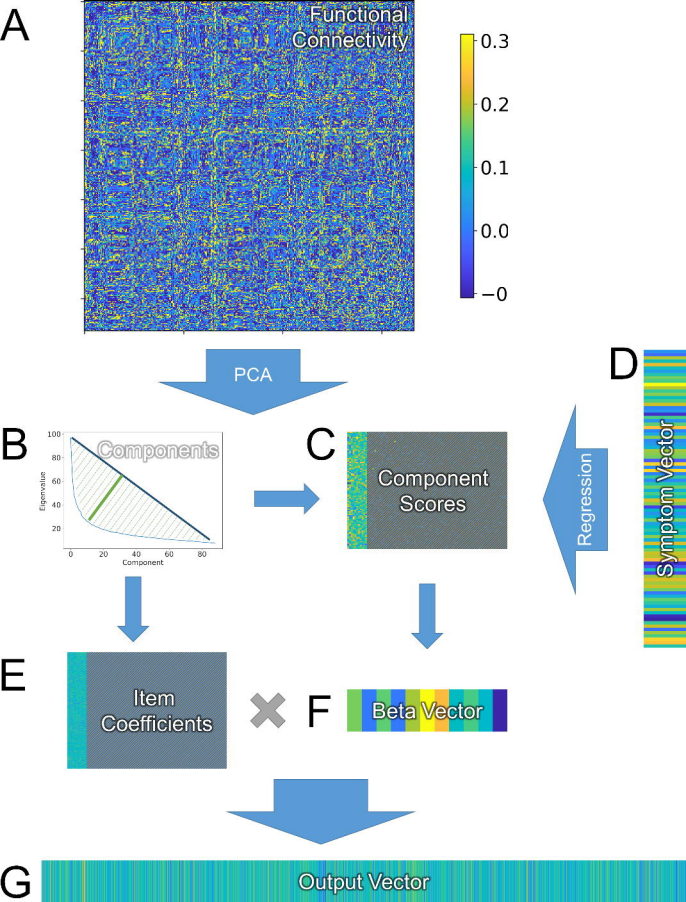 A
Functional
Connectivity
0.3
0.2
0.1
0.0
−0
PCA
B
Components
Eigenvalue
100
80
60
40
20
0
20
40
60
80
Component
C
Component
Scores
Regression
D
Symptom Vector
E
Item
Coefficients
F
Beta Vector
G
Output Vector